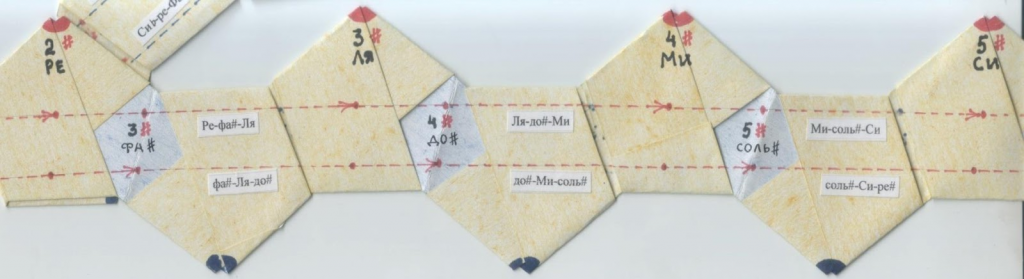 2#
РЕ
3#
ФА#
Ре-фа#-Ля
фа#-Ля-до#
3#
ЛЯ
4#
ДО#
Ля-до#-Ми
до#-Ми-соль#
4#
МИ
5#
СОЛЬ#
Ми-соль#-Си
соль#-Си-ре#
5#
СИ